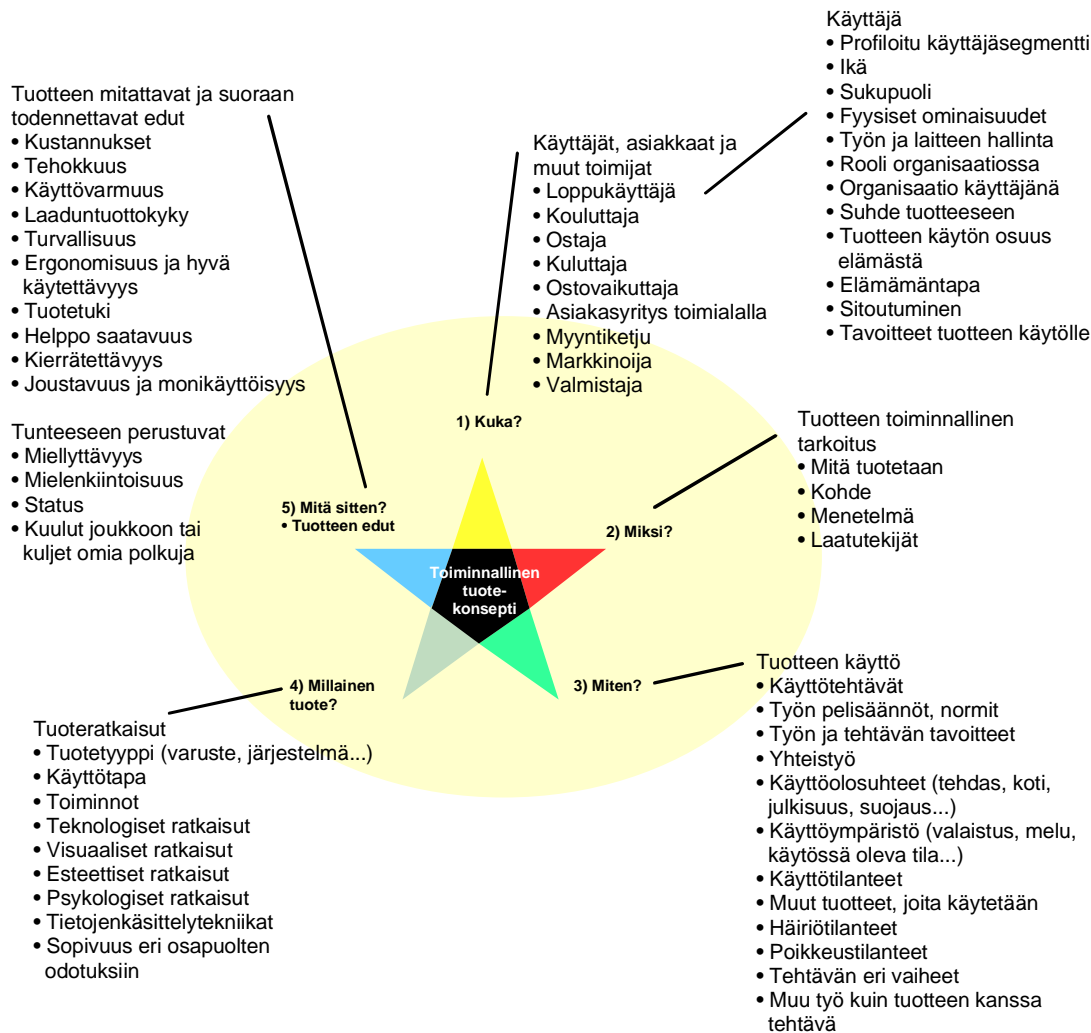 Käyttäjä
• Profiloitu käyttäjäsegmentti
• Ikä
• Sukupuoli
• Fyysiset ominaisuudet
• Työn ja laitteen hallinta
• Rooli organisaatiossa
• Organisaatio käyttäjänä
• Suhde tuotteeseen
• Tuotteen käytön osuus
elämästä
• Elämämäntapa
• Sitoutuminen
• Tavoitteet tuotteen käytölle
Tuotteen mitattavat ja suoraan
todennettavat edut
• Kustannukset
• Tehokkuus
• Käyttövarmuus
• Laaduntuottokyky
• Turvallisuus
• Ergonomisuus ja hyvä
käytettävyys
• Tuotetuki
• Helppo saatavuus
• Kierrätettävyys
• Joustavuus ja monikäyttöisyys
Käyttäjät, asiakkaat ja
muut toimijat
• Loppukäyttäjä
• Kouluttaja
• Ostaja
• Kuluttaja
• Ostovaikuttaja
• Asiakasyritys toimialalla
• Myyntiketju
• Markkinoija
• Valmistaja
Tunteeseen perustuvat
• Miellyttävyys
• Mielenkiintoisuus
• Status
• Kuulut joukkoon tai
kuljet omia polkuja
1) Kuka?
Tuotteen toiminnallinen
tarkoitus
• Mitä tuotetaan
• Kohde
• Menetelmä
• Laatutekijät
5) Mitä sitten?
• Tuotteen edut
2) Miksi?
Toiminnallinen
tuote-
konsepti
4) Millainen
tuote?
3) Miten?
Tuoteratkaisut
• Tuotetyyppi (varuste, järjestelmä...)
• Käyttötapa
• Toiminnot
• Teknologiset ratkaisut
• Visuaaliset ratkaisut
• Esteettiset ratkaisut
• Psykologiset ratkaisut
• Tietojenkäsittelytekniikat
• Sopivuus eri osapuolten
odotuksiin
Tuotteen käyttö
• Käyttötehtävät
• Työn pelisäännöt, normit
• Työn ja tehtävän tavoitteet
• Yhteistyö
• Käyttöolosuhteet (tehdas, koti,
julkisuus, suojaus...)
• Käyttöympäristö (valaistus, melu,
käytössä oleva tila...)
• Käyttötilanteet
• Muut tuotteet, joita käytetään
• Häiriötilanteet
• Poikkeustilanteet
• Tehtävän eri vaiheet
• Muu työ kuin tuotteen kanssa
tehtävä